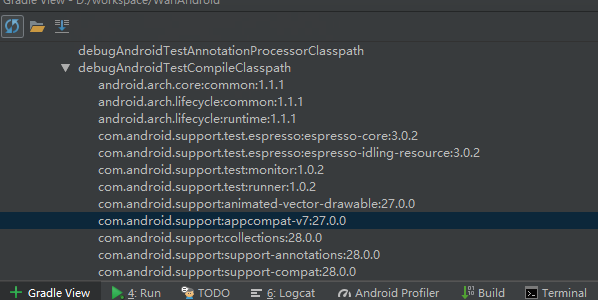 Gradle View - D:/workspace/WanAndroid
debugAndroidTestAnnotationProcessorClasspath
debugAndroidTestCompileClasspath
android.arch.core:common:1.1.1
android.arch.lifecycle:common:1.1.1
android.arch.lifecycle:runtime:1.1.1
com.android.support.test.espresso:espresso-core:3.0.2
com.android.support.test.espresso:espresso-idling-resource:3.0.2
com.android.support.test:monitor:1.0.2
com.android.support.test:runner:1.0.2
com.android.support:animated-vector-drawable:27.0.0
com.android.support:appcompat-v7:27.0.0
com.android.support:collections:28.0.0
com.android.support:support-annotations:28.0.0
com.android.support:support-compat:28.0.0
Gradle View 4: Run TODO 6: Logcat Android Profiler Build Terminal